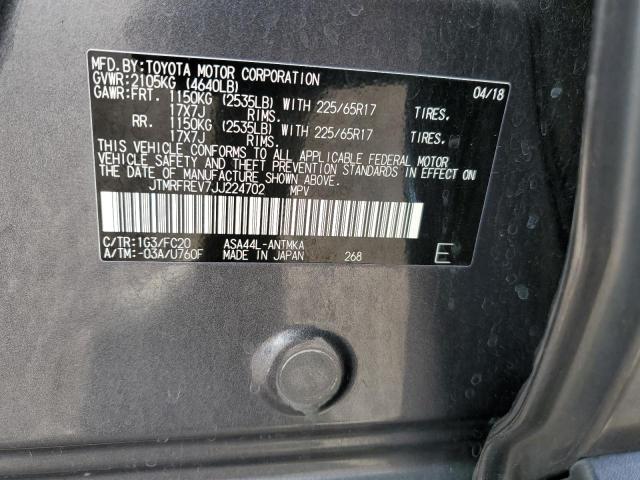 MFD.BY:TOYOTA MOTOR CORPORATION 04/18
GVWR:2105KG (4640LB)
GAWR:FRT. 1150KG (2535LB) WITH 225/65R17 TIRES.
17X7J RIMS.
RR. 1150KG (2535LB) WITH 225/65R17 TIRES.
17X7J RIMS.
THIS VEHICLE CONFORMS TO ALL APPLICABLE FEDERAL MOTOR
VEHICLE SAFETY AND THEFT PREVENTION STANDARDS IN EFFECT ON
THE DATE OF MANUFACTURE SHOWN ABOVE.
JTMRFREV7JJ224702 MPV
C/TR:1G3/FC20 ASA44L-ANTMKA
A/TM:-03A/U760F MADE IN JAPAN 268 E